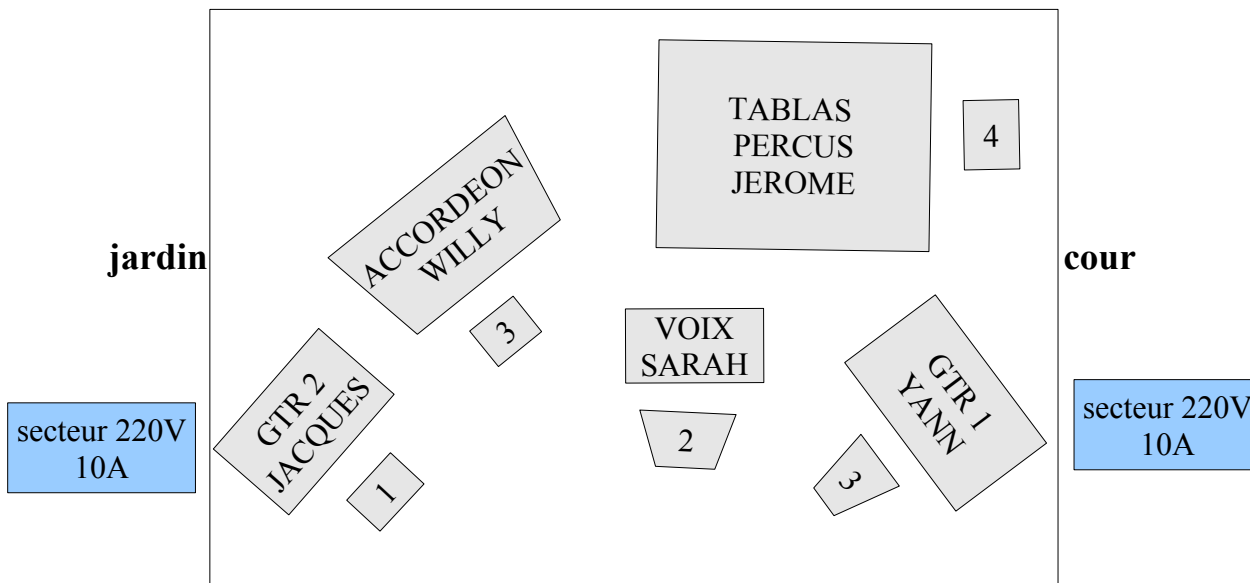 TABLAS
PERCUS
JEROME
4
ACCORDEON
WILLY
jardin
cour
3
VOIX
SARAH
GTR 2
JACQUES
GTR 1
YANN
secteur 220V
10A
secteur 220V
10A
2
3
1